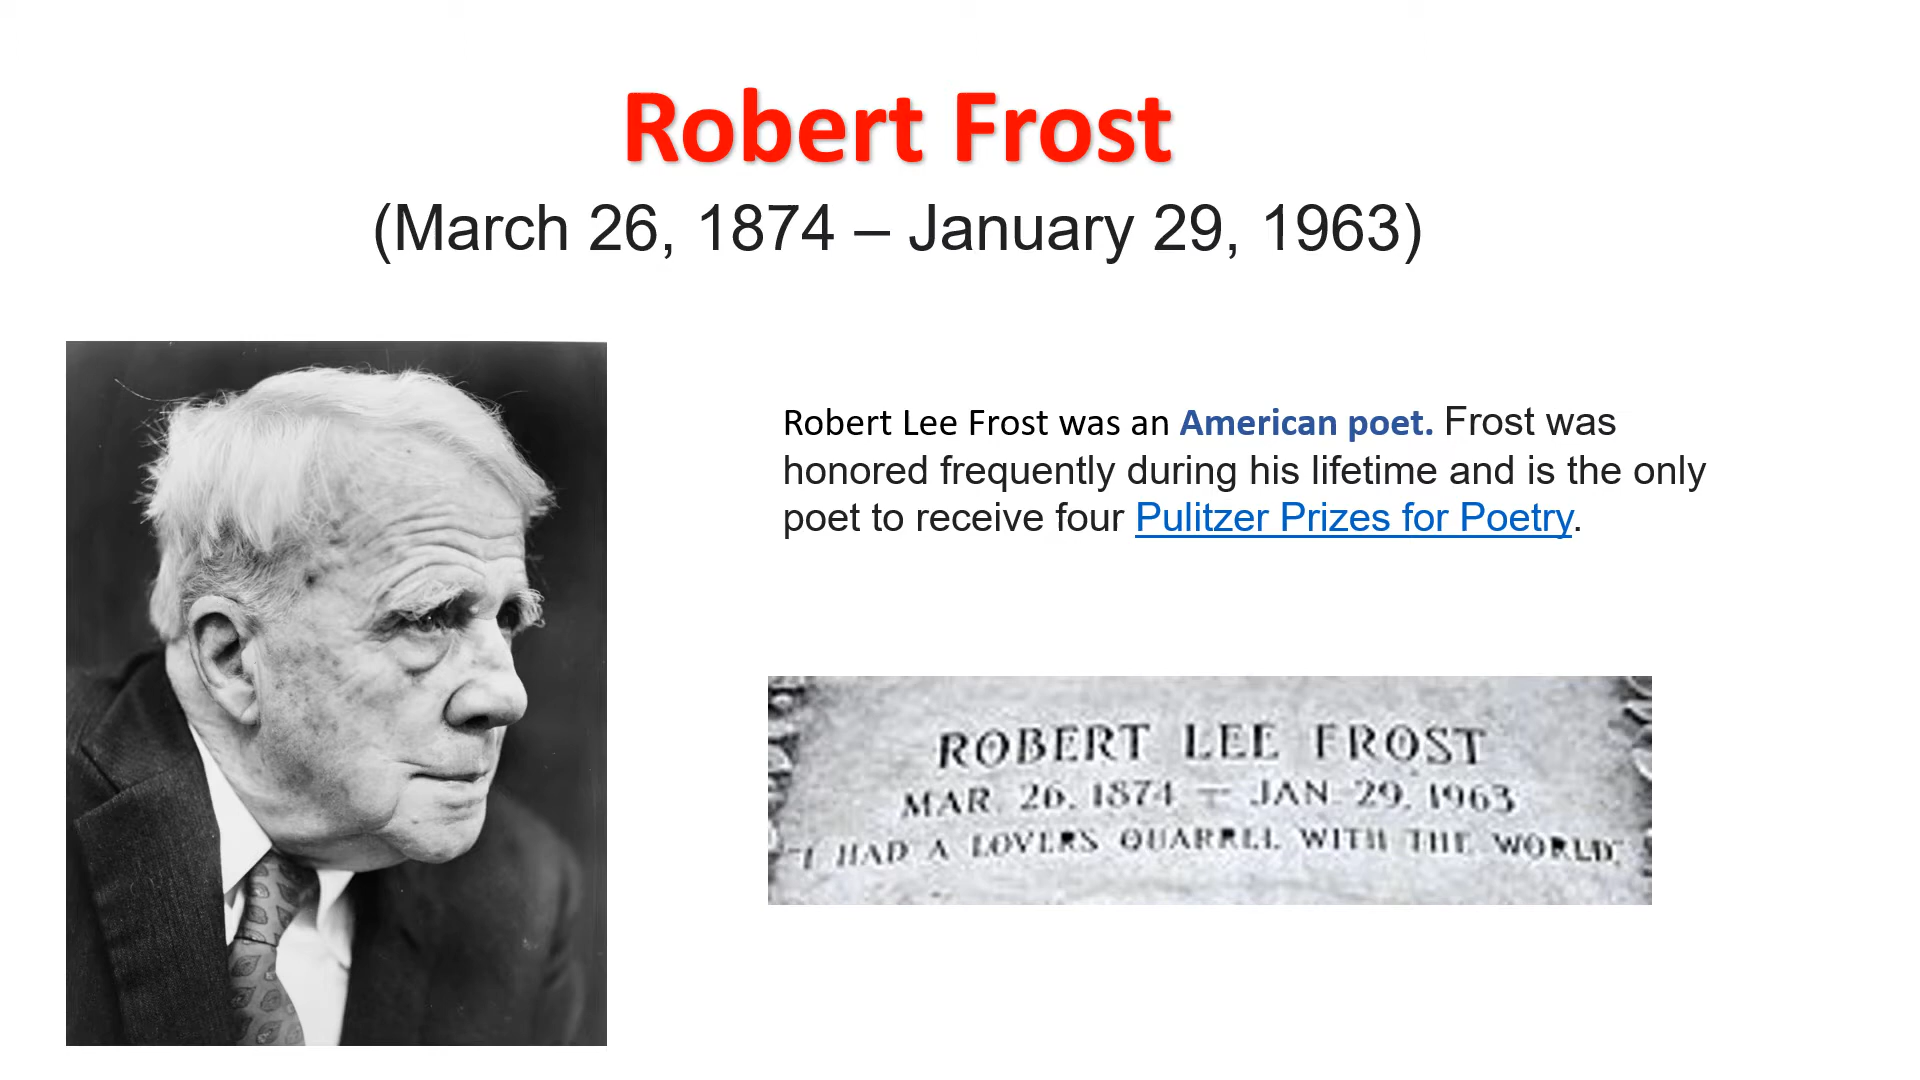 Robert Frost
(March 26, 1874 – January 29, 1963)
Robert Lee Frost was an American poet. Frost was
honored frequently during his lifetime and is the only
poet to receive four Pulitzer Prizes for Poetry.
ROBERT LEE FROST
MAR. 26, 1874 – JAN. 29, 1963
"I HAD A LOVERS QUARREL WITH THE WORLD"